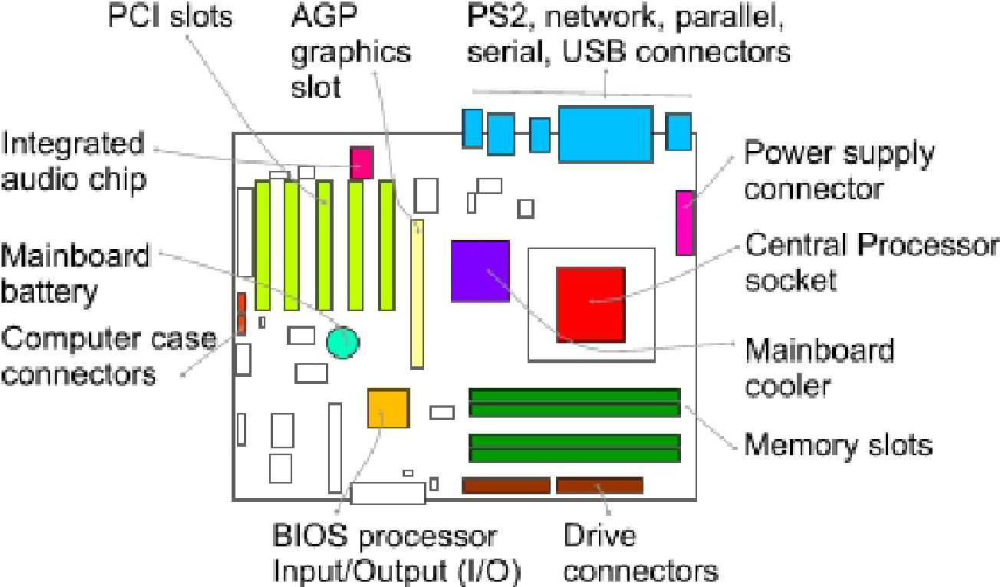 PCI slots
AGP
graphics
slot
PS2, network, parallel,
serial, USB connectors
Integrated
audio chip
Power supply
connector
Mainboard
battery
Central Processor
socket
Computer case
connectors
Mainboard
cooler
Memory slots
BIOS processor
Input/Output (I/O)
Drive
connectors